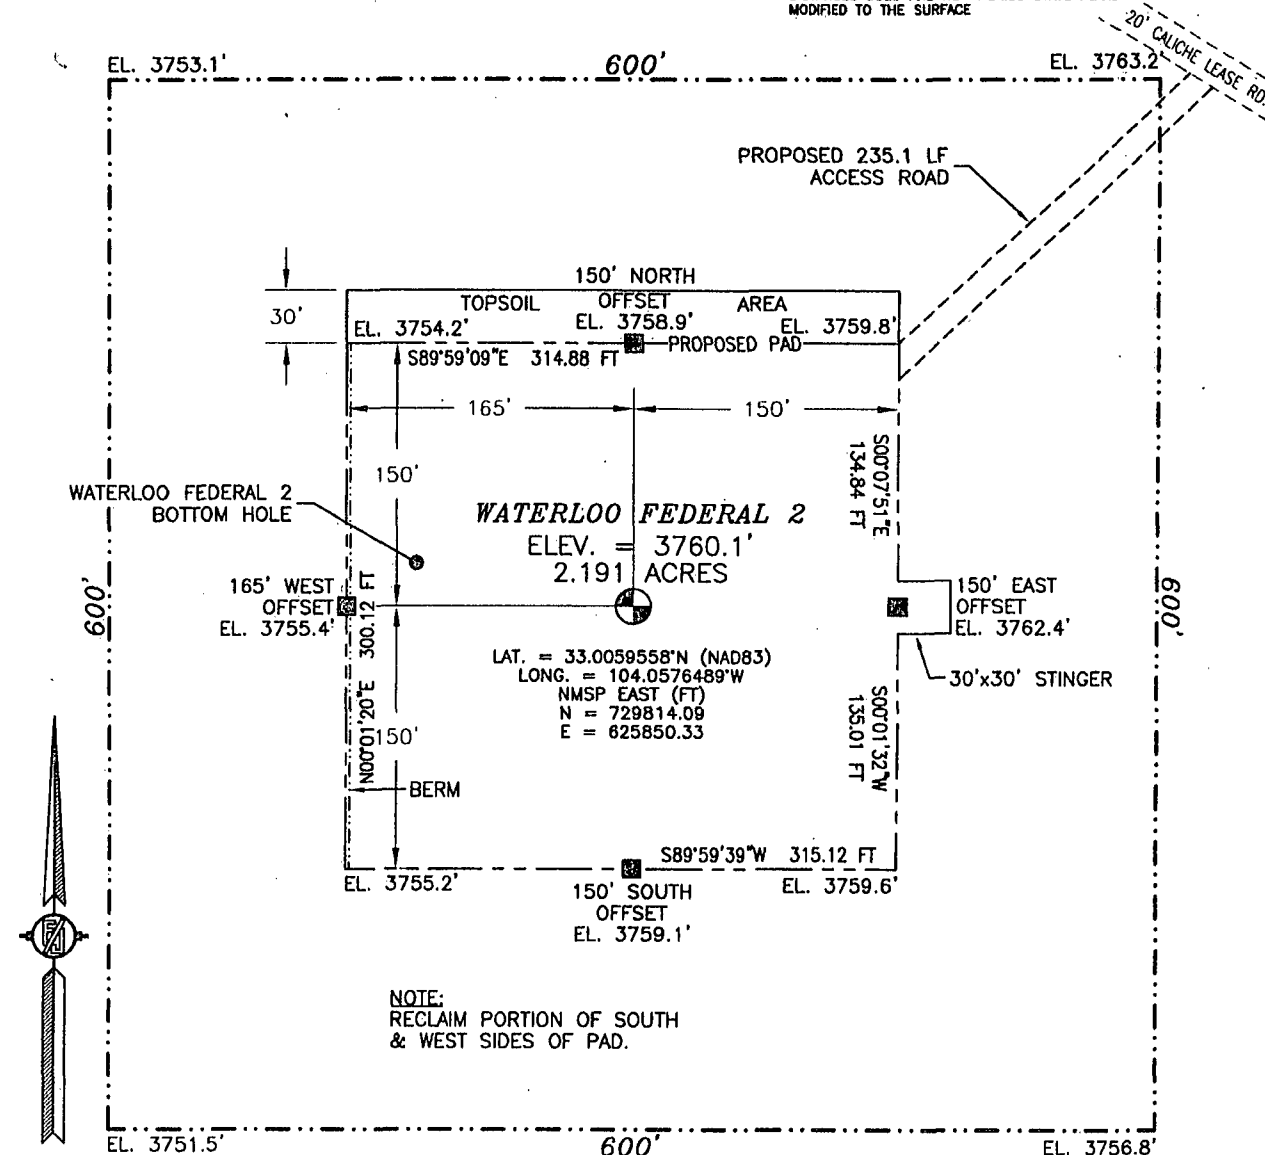 MODIFIED TO THE SURFACE
20' CALICHE LEASE RD.
EL. 3753.1'
600'
EL. 3763.2'
PROPOSED 235.1 LF
ACCESS ROAD
150' NORTH
OFFSET
EL. 3758.9'
TOPSOIL
AREA
30'
EL. 3754.2'
EL. 3759.8'
PROPOSED PAD
S89°59'09"E 314.88 FT
165'
150'
150'
S00°07'51"E
134.84 FT
WATERLOO FEDERAL 2
BOTTOM HOLE
WATERLOO FEDERAL 2
ELEV. = 3760.1'
2.191 ACRES
600'
165' WEST
OFFSET
EL. 3755.4'
N00°01'20"E 300.12 FT
150' EAST
OFFSET
EL. 3762.4'
600'
LAT. = 33.0059558°N (NAD83)
LONG. = 104.0576489°W
NMSP EAST (FT)
N = 729814.09
E = 625850.33
30'x30' STINGER
150'
S00°01'32"W
135.01 FT
BERM
S89°59'39"W 315.12 FT
EL. 3755.2'
EL. 3759.6'
150' SOUTH
OFFSET
EL. 3759.1'
NOTE:
RECLAIM PORTION OF SOUTH
& WEST SIDES OF PAD.
EL. 3751.5'
600'
EL. 3756.8'